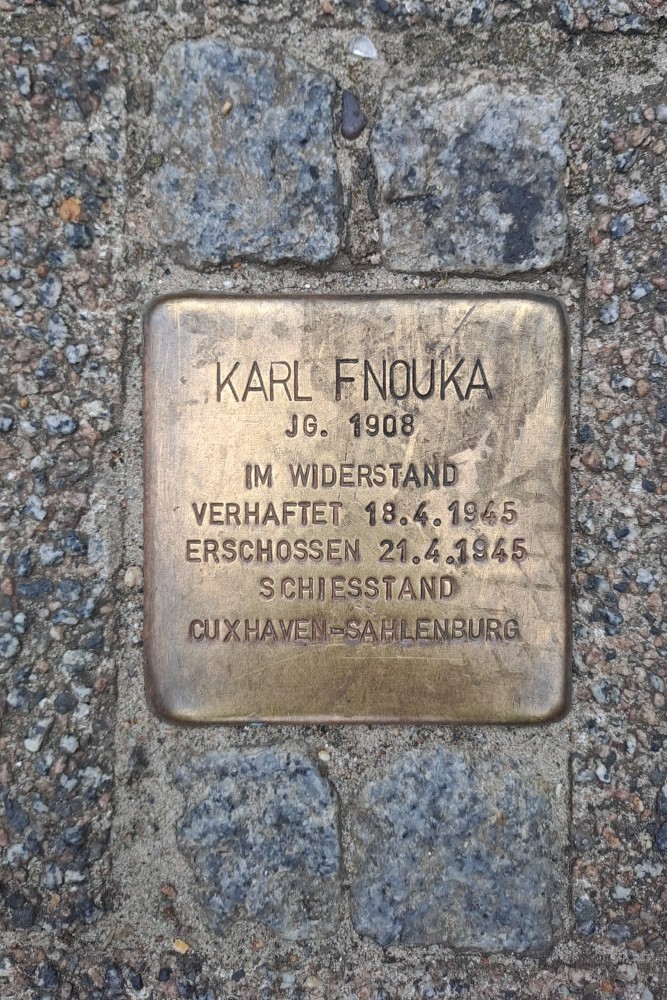 KARL FNOUKA
JG. 1908
IM WIDERSTAND
VERHAFTET 18.4.1945
ERSCHOSSEN 21.4.1945
SCHIESSTAND
CUXHAVEN-SAHLENBURG